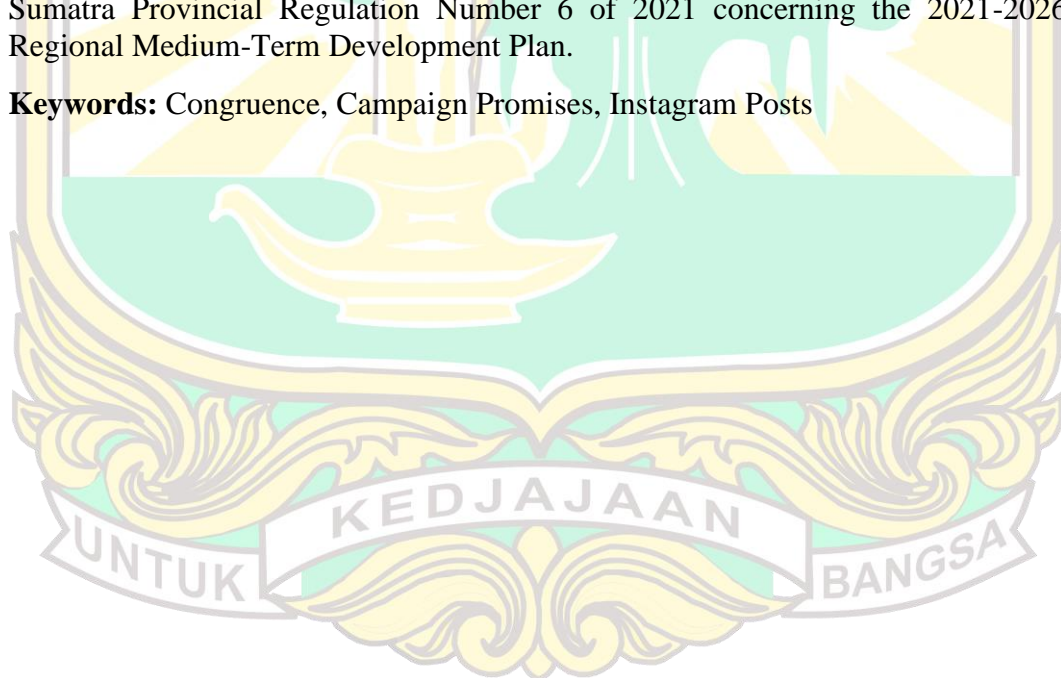 Sumatra Provincial Regulation Number 6 of 2021 concerning the 2021-2026
Regional Medium-Term Development Plan.
Keywords: Congruence, Campaign Promises, Instagram Posts
UNTUK KEDJAJAAN BANGSA